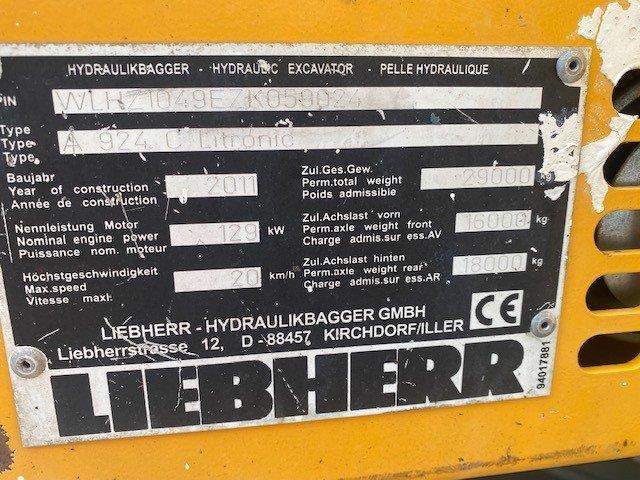 HYDRAULIKBAGGER - HYDRAULIC EXCAVATOR - PELLE HYDRAULIQUE
PIN WLHZ1049EZK059024
Type
Type A 924 C Litronic
Type
Baujahr
Year of construction 2011
Année de construction
Nennleistung Motor
Nominal engine power 129 kW
Puissance nom. moteur
Höchstgeschwindigkeit
Max.speed 20 km/h
Vitesse maxi.
Zul.Ges.Gew.
Perm.total weight 29000 kg
Poids admissible
Zul.Achslast vorn
Perm.axle weight front 16000 kg
Charge admis.sur ess.AV
Zul.Achslast hinten
Perm.axle weight rear 18000 kg
Charge admis.sur ess.AR
LIEBHERR - HYDRAULIKBAGGER GMBH
Liebherrstrasse 12, D - 88457 KIRCHDORF/ILLER
CE
LIEBHERR
94017881